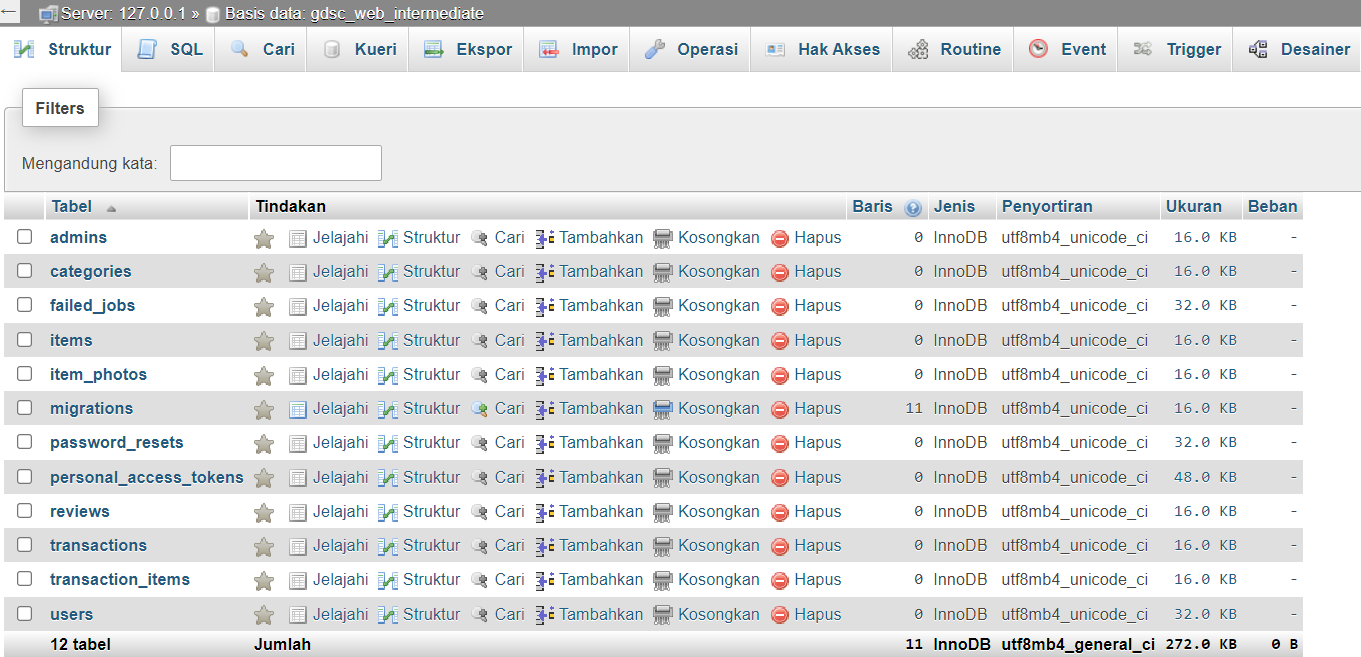 Server: 127.0.0.1 » Basis data: gdsc_web_intermediate
Struktur SQL Cari Kueri Ekspor Impor Operasi Hak Akses Routine Event Trigger Desainer
Filters
Mengandung kata:
Tabel Tindakan Baris Jenis Penyortiran Ukuran Beban
admins Jelajahi Struktur Cari Tambahkan Kosongkan Hapus 0 InnoDB utf8mb4_unicode_ci 16.0 KB -
categories Jelajahi Struktur Cari Tambahkan Kosongkan Hapus 0 InnoDB utf8mb4_unicode_ci 16.0 KB -
failed_jobs Jelajahi Struktur Cari Tambahkan Kosongkan Hapus 0 InnoDB utf8mb4_unicode_ci 32.0 KB -
items Jelajahi Struktur Cari Tambahkan Kosongkan Hapus 0 InnoDB utf8mb4_unicode_ci 16.0 KB -
item_photos Jelajahi Struktur Cari Tambahkan Kosongkan Hapus 0 InnoDB utf8mb4_unicode_ci 16.0 KB -
migrations Jelajahi Struktur Cari Tambahkan Kosongkan Hapus 11 InnoDB utf8mb4_unicode_ci 16.0 KB -
password_resets Jelajahi Struktur Cari Tambahkan Kosongkan Hapus 0 InnoDB utf8mb4_unicode_ci 32.0 KB -
personal_access_tokens Jelajahi Struktur Cari Tambahkan Kosongkan Hapus 0 InnoDB utf8mb4_unicode_ci 48.0 KB -
reviews Jelajahi Struktur Cari Tambahkan Kosongkan Hapus 0 InnoDB utf8mb4_unicode_ci 16.0 KB -
transactions Jelajahi Struktur Cari Tambahkan Kosongkan Hapus 0 InnoDB utf8mb4_unicode_ci 16.0 KB -
transaction_items Jelajahi Struktur Cari Tambahkan Kosongkan Hapus 0 InnoDB utf8mb4_unicode_ci 16.0 KB -
users Jelajahi Struktur Cari Tambahkan Kosongkan Hapus 0 InnoDB utf8mb4_unicode_ci 32.0 KB -
12 tabel Jumlah 11 InnoDB utf8mb4_general_ci 272.0 KB 0 B